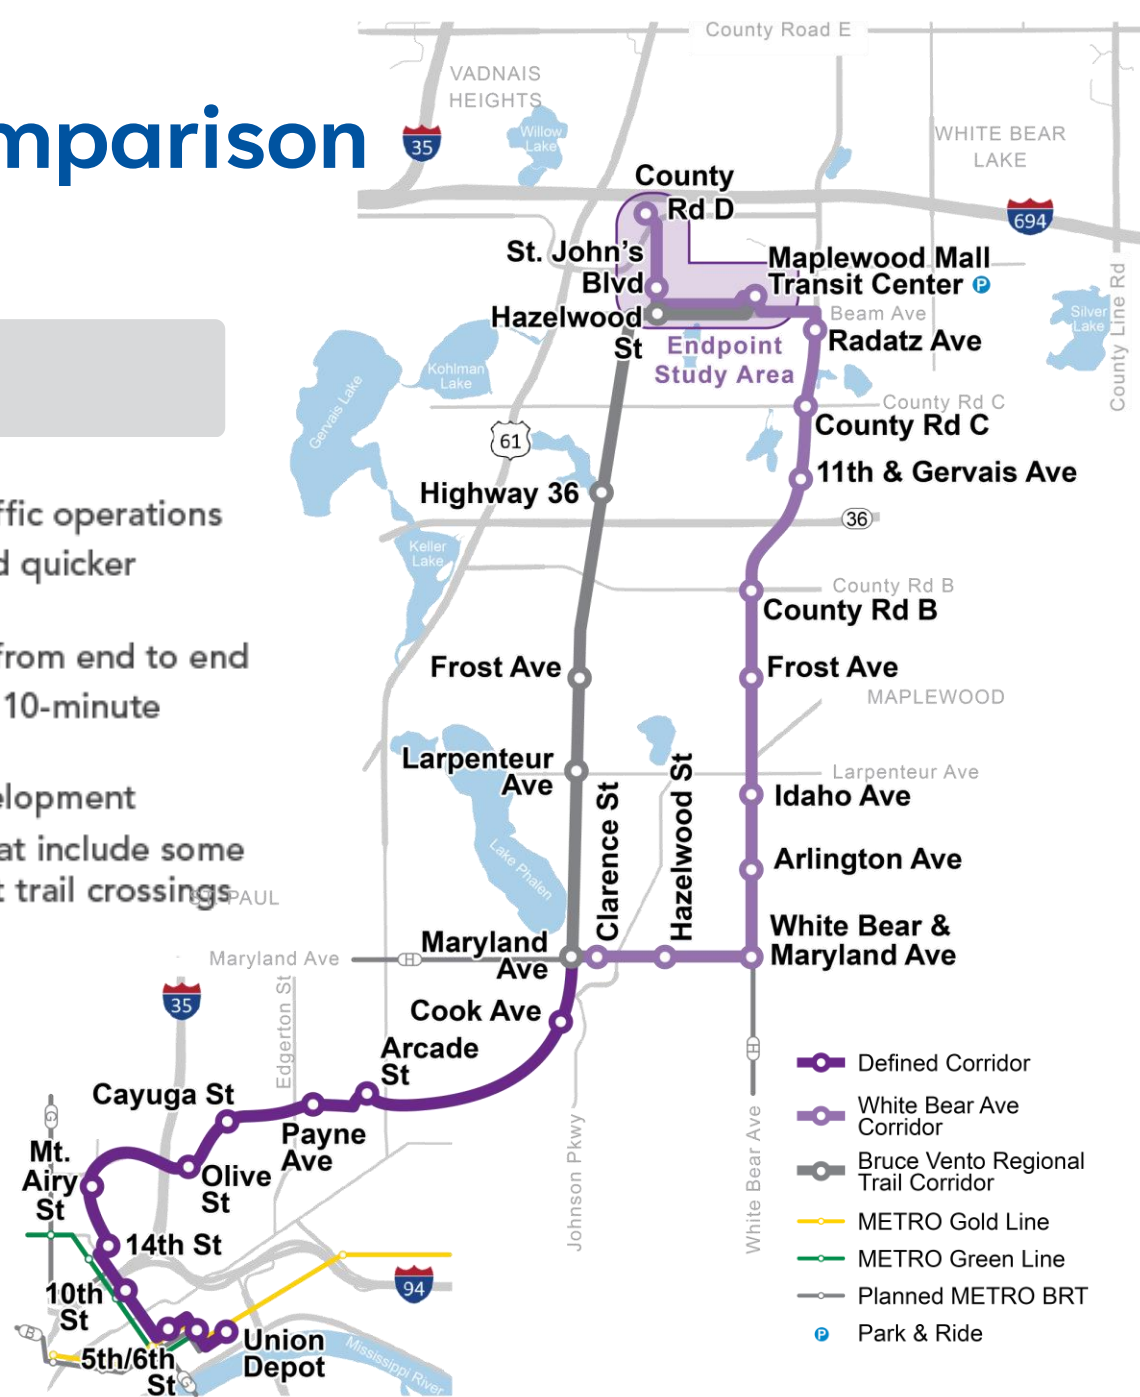 County Road E
VADNAIS
HEIGHTS
mparison
35
Willow
Lake
WHITE BEAR
LAKE
County
Rd D
694
St. John's
Blvd
Maplewood Mall
Transit Center P
Hazelwood
St
Beam Ave
Silver
Lake
County Line Rd
Radatz Ave
Endpoint
Study Area
Kohlman
Lake
Gervais Lake
County Rd C
County Rd C
61
11th & Gervais Ave
Highway 36
ffic operations
36
Keller
Lake
d quicker
County Rd B
County Rd B
from end to end
Frost Ave
Frost Ave
MAPLEWOOD
10-minute
Larpenteur
Ave
Larpenteur Ave
Clarence St
Hazelwood St
Idaho Ave
elopment
at include some
Lake Phalen
Arlington Ave
t trail crossings
ST. PAUL
White Bear &
Maryland Ave
Maryland
Ave
Maryland Ave
H
35
Edgerton St
Cook Ave
Arcade
St
H
Cayuga St
G
Payne
Ave
Mt.
Airy
St
Olive
St
Johnson Pkwy
White Bear Ave
14th St
10th
St
94
B
5th/6th
St
G
Union
Depot
Mississippi River
Defined Corridor
White Bear Ave
Corridor
Bruce Vento Regional
Trail Corridor
METRO Gold Line
METRO Green Line
Planned METRO BRT
P Park & Ride